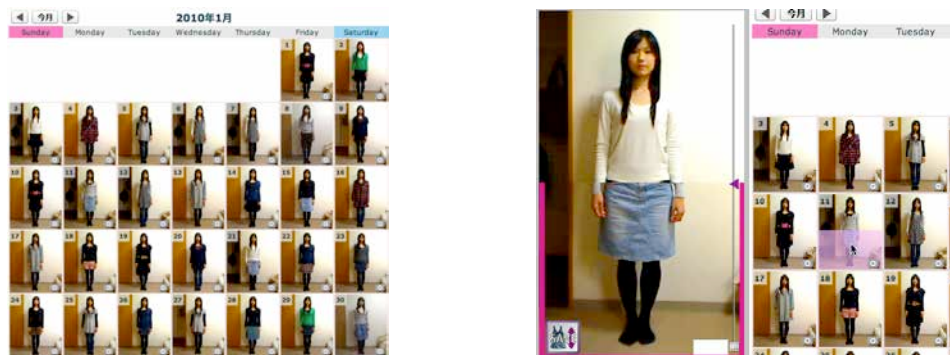 今月
2010年1月
Sunday Monday Tuesday Wednesday Thursday Friday Saturday
1 2
3 4 5 6 7 8 9
10 11 12 13 14 15 16
17 18 19 20 21 22 23
24 25 26 27 28 29 30
今月
Sunday Monday Tuesday
3 4 5
10 11 12
17 18 19